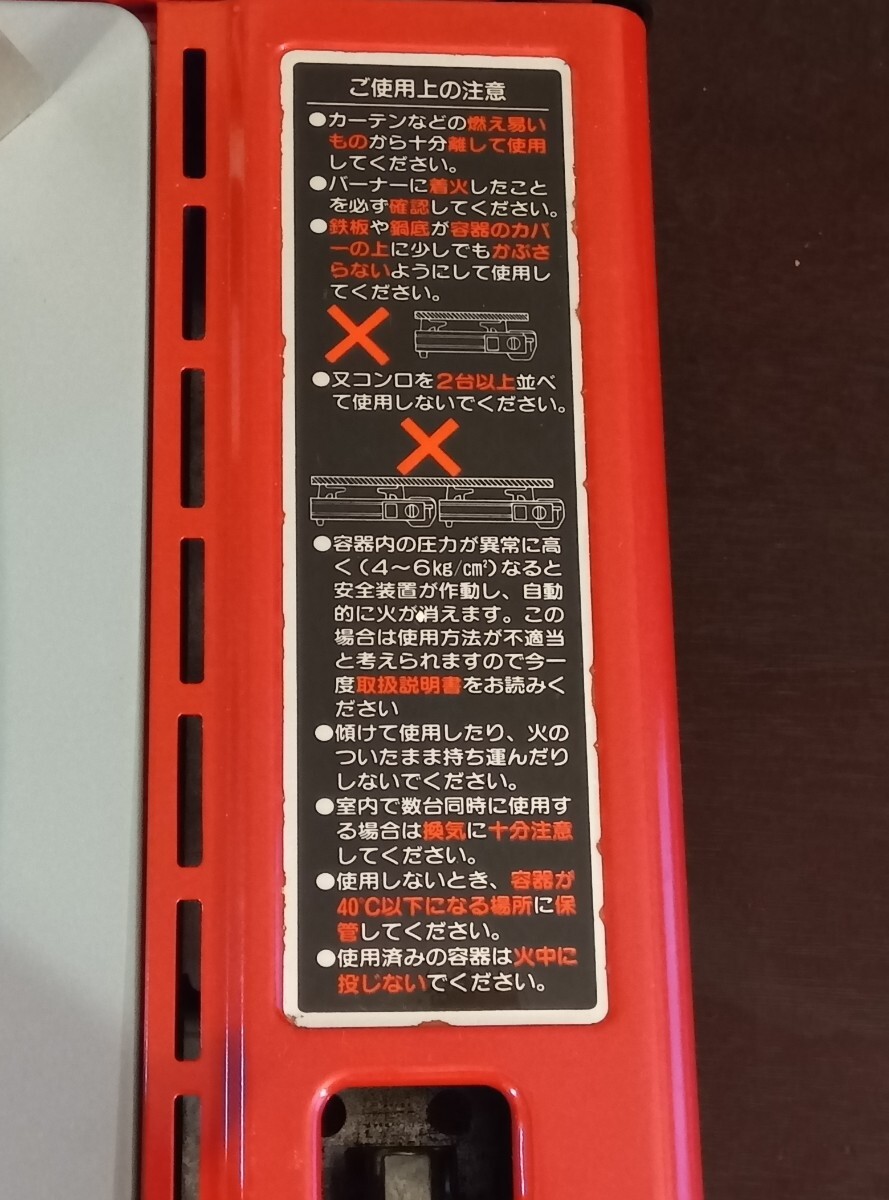 ご使用上の注意
●カーテンなどの燃え易い
ものから十分離して使用
してください。
●バーナーに着火したこと
を必ず確認してください。
●鉄板や鍋底が容器のカバ
ーの上に少しでもかぶさ
らないようにして使用し
てください。
●又コンロを2台以上並べ
て使用しないでください。
●容器内の圧力が異常に高
く(4〜6kg/cm²)なると
安全装置が作動し、自動
的に火が消えます。この
場合は使用方法が不適当
と考えられますので今一
度取扱説明書をお読みく
ださい
●傾けて使用したり、火の
ついたまま持ち運んだり
しないでください。
●室内で数台同時に使用す
る場合は換気に十分注意
してください。
●使用しないとき、容器が
40℃以下になる場所に保
管してください。
●使用済みの容器は火中に
投じないでください。